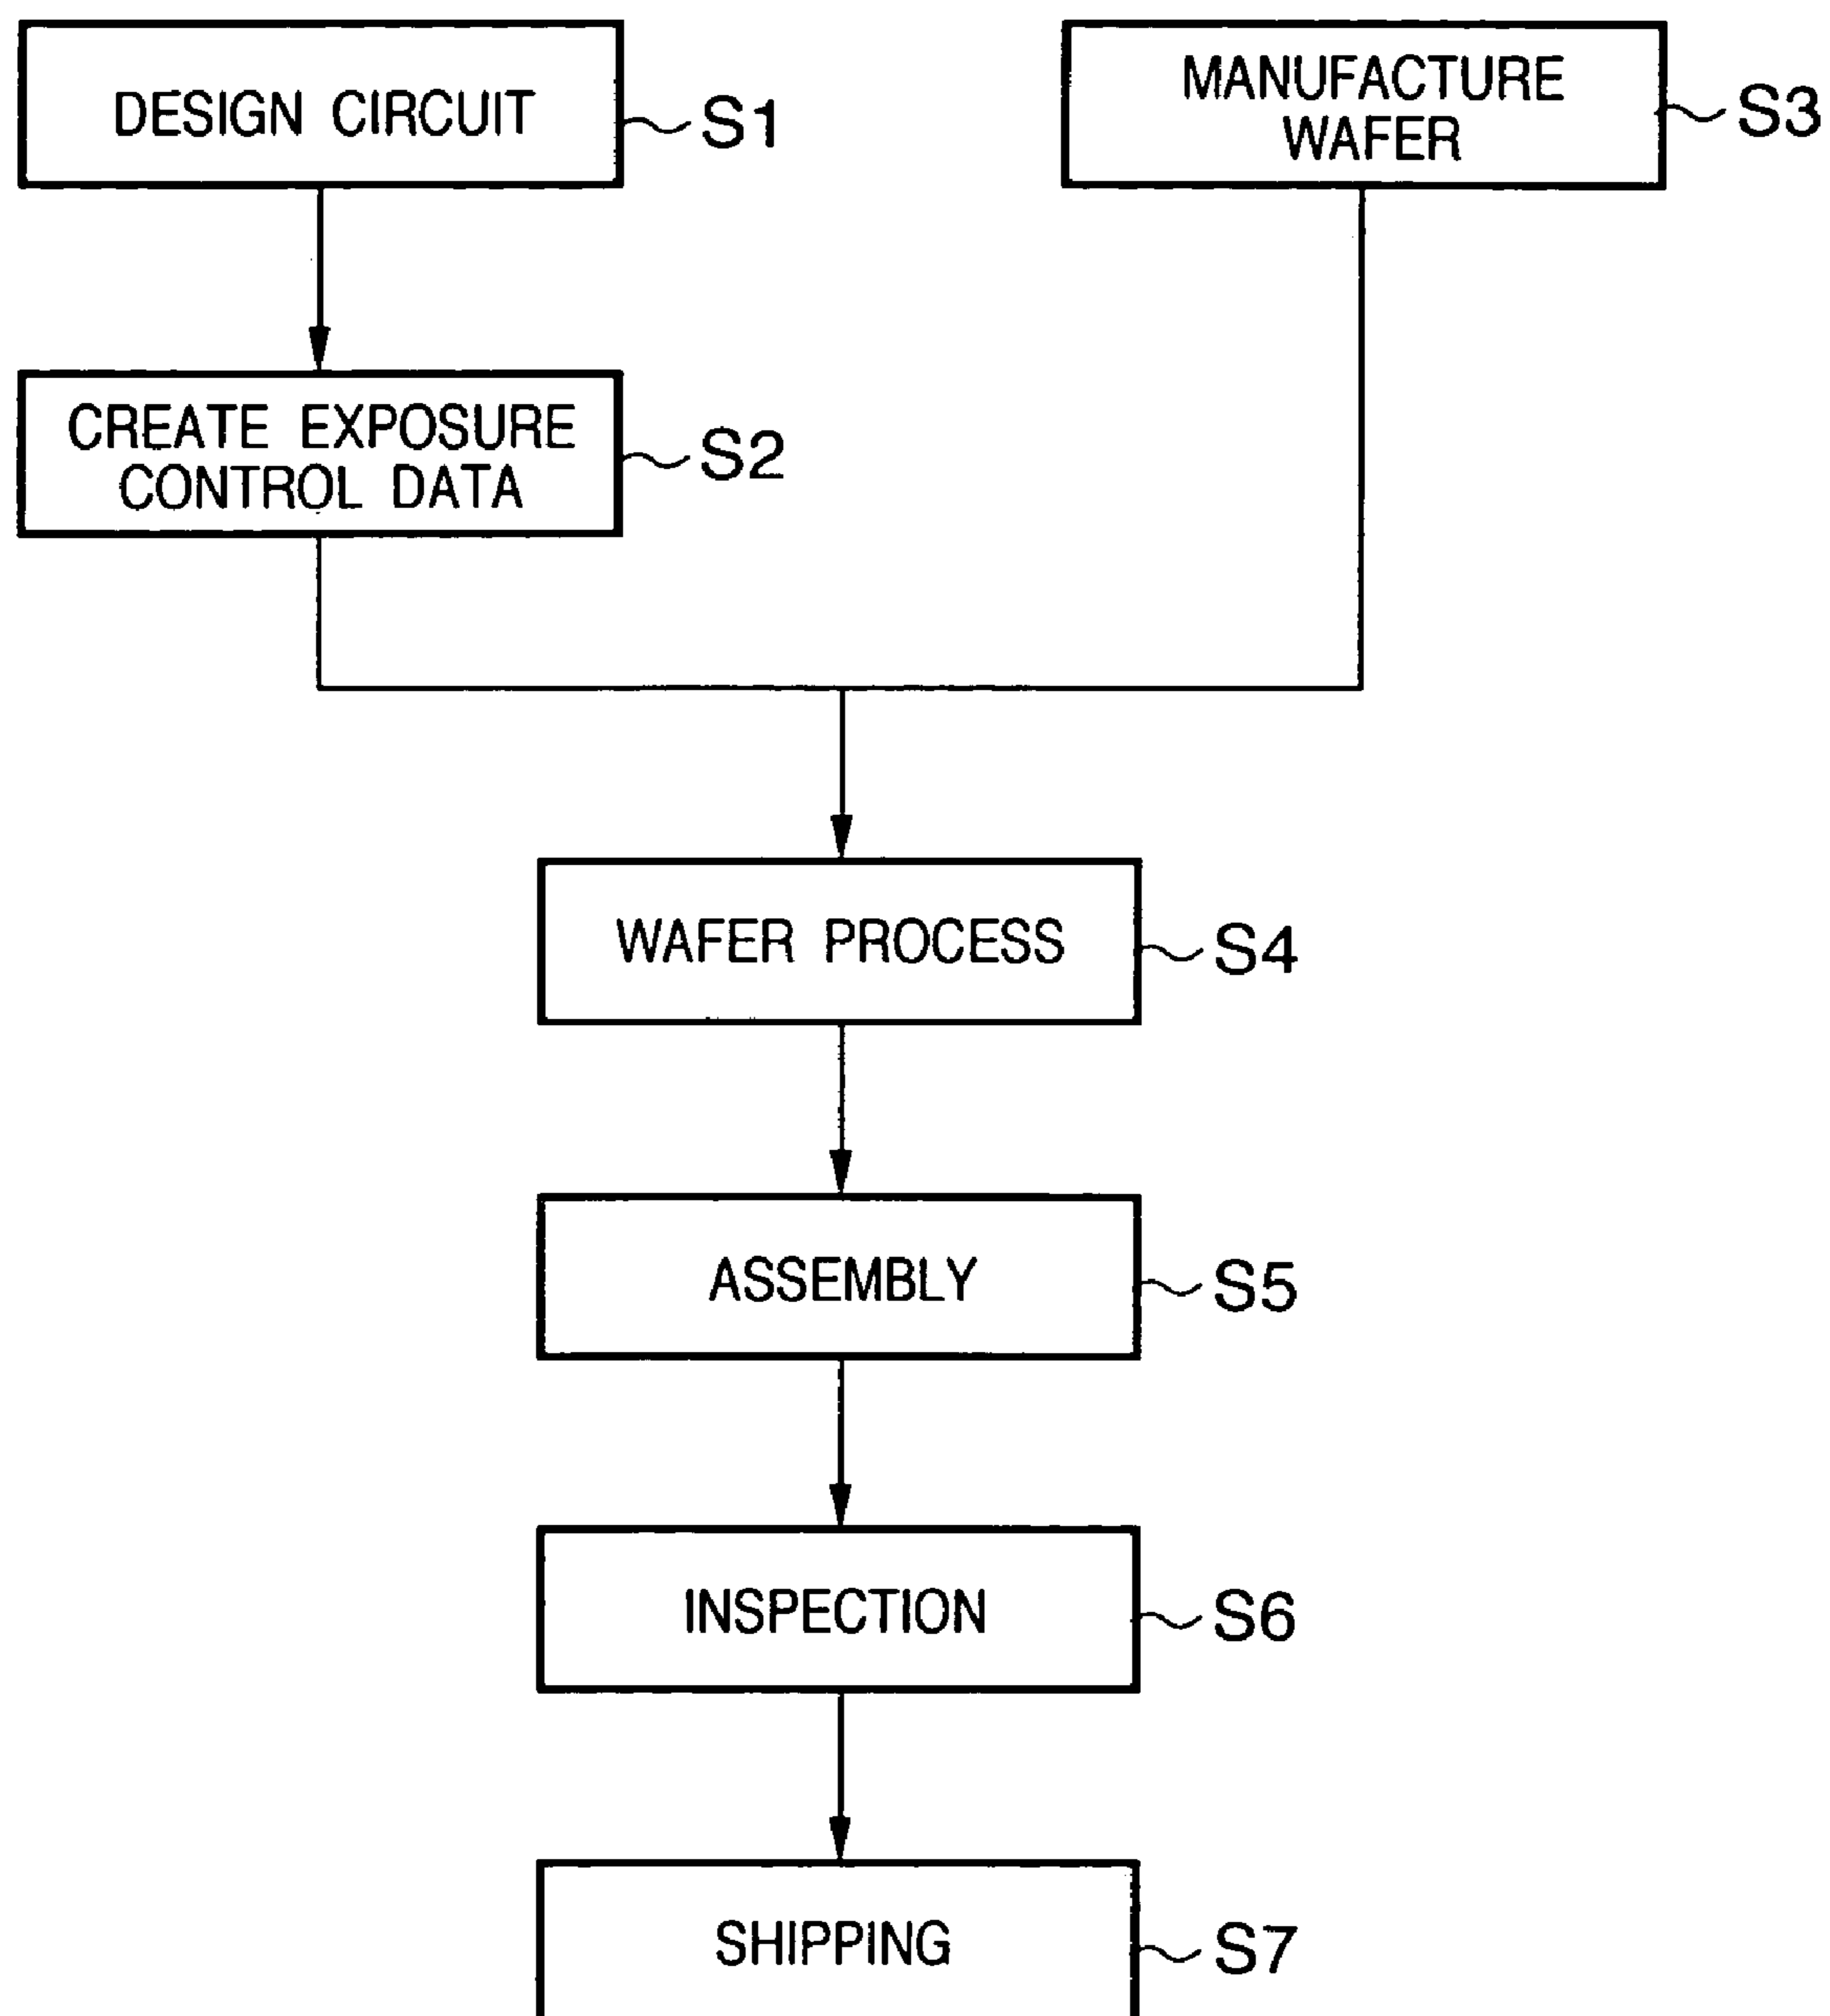 DESIGN CIRCUIT
S1
MANUFACTURE
WAFER
S3
CREATE EXPOSURE
CONTROL DATA
S2
WAFER PROCESS
S4
ASSEMBLY
S5
INSPECTION
S6
SHIPPING
S7